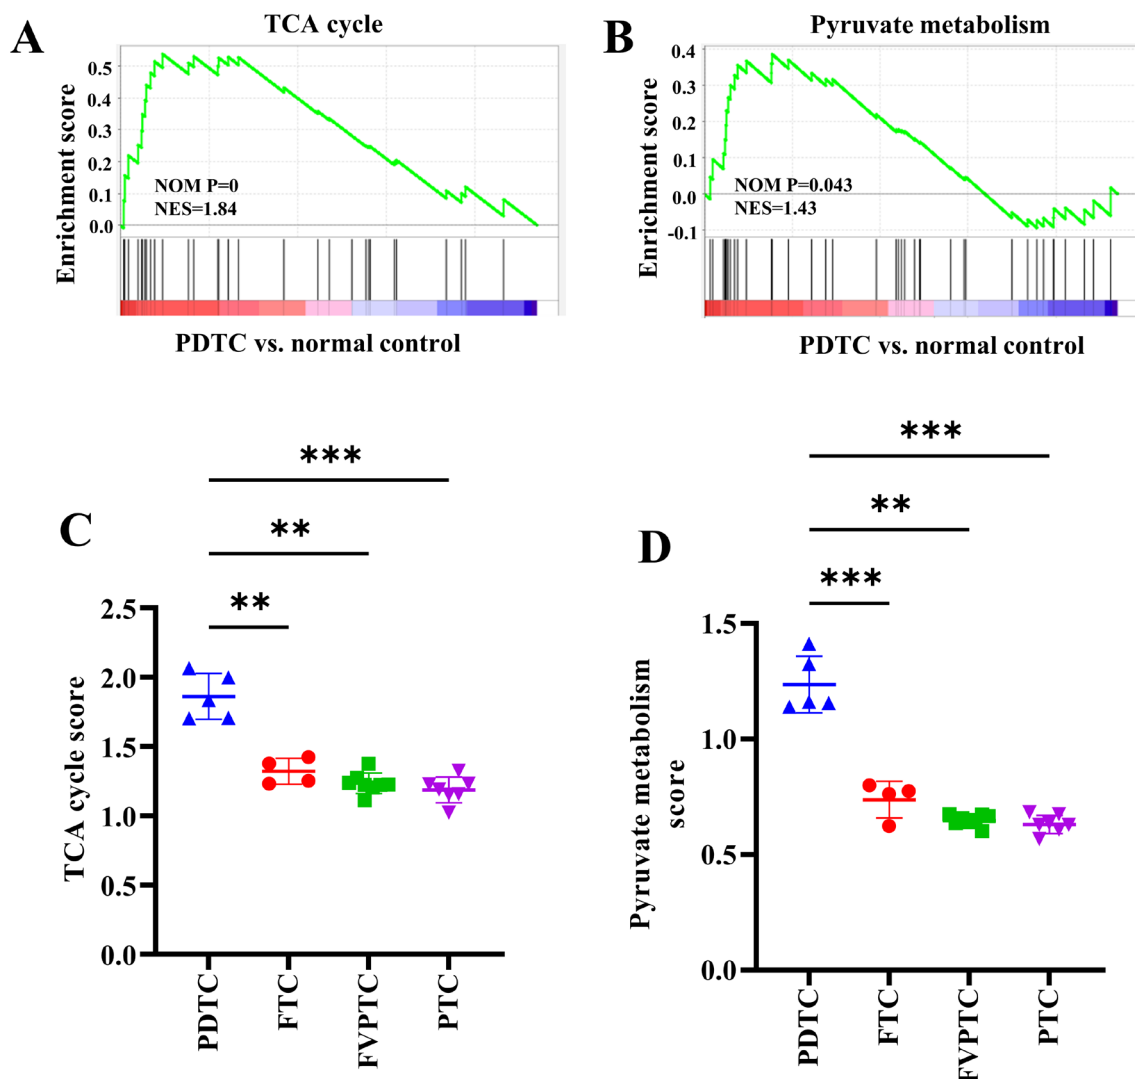 A
TCA cycle
Enrichment score
0.5
0.4
0.3
0.2
0.1
0.0
NOM P=0
NES=1.84
PDTC vs. normal control
B
Pyruvate metabolism
Enrichment score
0.4
0.3
0.2
0.1
0.0
-0.1
NOM P=0.043
NES=1.43
PDTC vs. normal control
C
***
**
**
TCA cycle score
2.5
2.0
1.5
1.0
0.5
0.0
PDTC
FTC
FVPTC
PTC
D
***
**
***
Pyruvate metabolism
score
1.5
1.0
0.5
0.0
PDTC
FTC
FVPTC
PTC